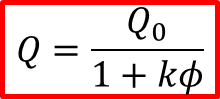 Q = Q₀ / (1 + kϕ)